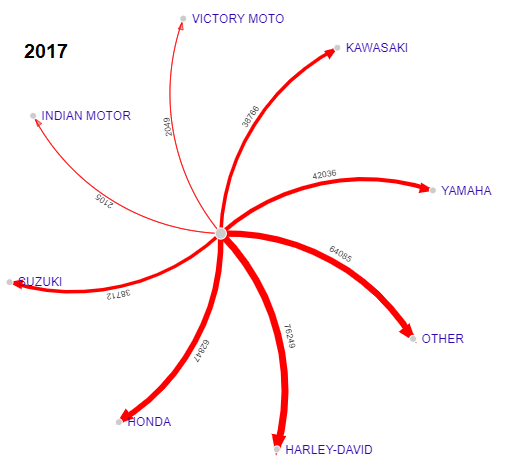 VICTORY MOTO
2017
KAWASAKI
INDIAN MOTOR
38766
2049
42036
YAMAHA
2105
64085
SUZUKI
38712
76249
OTHER
62847
HONDA
HARLEY-DAVID